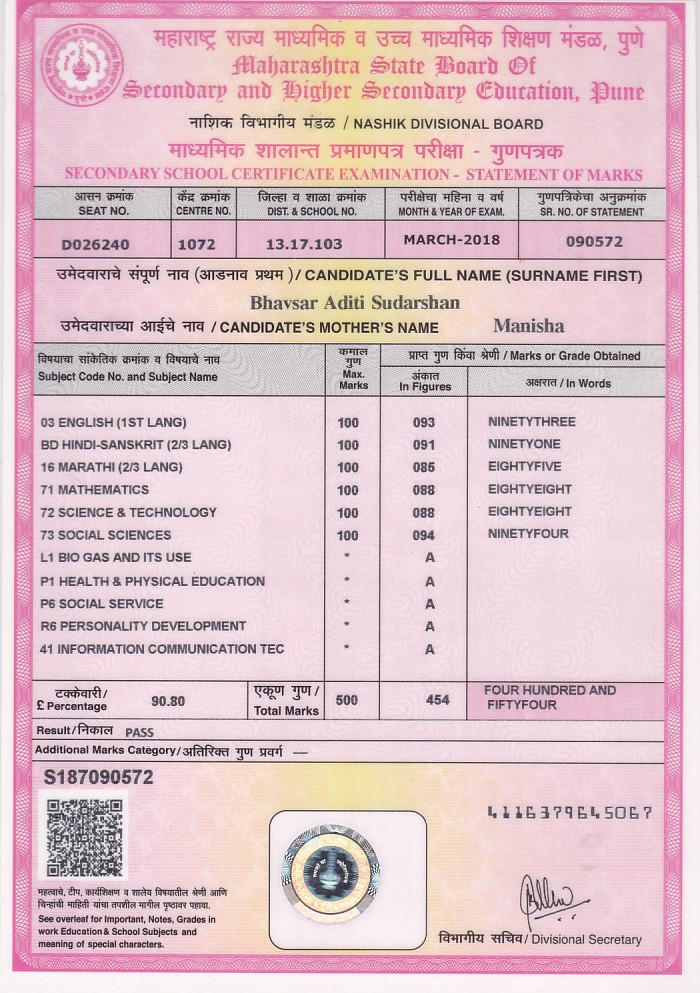 महाराष्ट्र राज्य माध्यमिक व उच्च माध्यमिक शिक्षण मंडळ, पुणे
Maharashtra State Board Of
Secondary and Higher Secondary Education, Pune
नाशिक विभागीय मंडळ / NASHIK DIVISIONAL BOARD
माध्यमिक शालान्त प्रमाणपत्र परीक्षा - गुणपत्रक
SECONDARY SCHOOL CERTIFICATE EXAMINATION - STATEMENT OF MARKS
आसन क्रमांक केंद्र क्रमांक जिल्हा व शाळा क्रमांक परीक्षेचा महिना व वर्ष गुणपत्रिकेचा अनुक्रमांक
SEAT NO. CENTRE NO. DIST. & SCHOOL NO. MONTH & YEAR OF EXAM. SR. NO. OF STATEMENT
D026240 1072 13.17.103 MARCH-2018 090572
उमेदवाराचे संपूर्ण नाव (आडनाव प्रथम) / CANDIDATE'S FULL NAME (SURNAME FIRST)
Bhavsar Aditi Sudarshan
उमेदवाराच्या आईचे नाव / CANDIDATE'S MOTHER'S NAME Manisha
विषयाचा सांकेतिक क्रमांक व विषयाचे नाव कमाल गुण प्राप्त गुण किंवा श्रेणी / Marks or Grade Obtained
Subject Code No. and Subject Name Max. Marks अंकात In Figures अक्षरात / In Words
03 ENGLISH (1ST LANG) 100 093 NINETYTHREE
BD HINDI-SANSKRIT (2/3 LANG) 100 091 NINETYONE
16 MARATHI (2/3 LANG) 100 085 EIGHTYFIVE
71 MATHEMATICS 100 088 EIGHTYEIGHT
72 SCIENCE & TECHNOLOGY 100 088 EIGHTYEIGHT
73 SOCIAL SCIENCES 100 094 NINETYFOUR
L1 BIO GAS AND ITS USE * A
P1 HEALTH & PHYSICAL EDUCATION * A
P6 SOCIAL SERVICE * A
R6 PERSONALITY DEVELOPMENT * A
41 INFORMATION COMMUNICATION TEC * A
टक्केवारी / एकूण गुण / FOUR HUNDRED AND
£ Percentage 90.80 Total Marks 500 454 FIFTYFOUR
Result/निकाल PASS
Additional Marks Category/अतिरिक्त गुण प्रवर्ग —
S187090572
4116379645067
महत्वाचे, टीप, कार्यशिक्षण व शालेय विषयातील श्रेणी आणि
चिन्हांची माहिती यांचा तपशील मागील पृष्ठावर पहावा.
See overleaf for Important, Notes, Grades in
work Education & School Subjects and
meaning of special characters.
विभागीय सचिव / Divisional Secretary